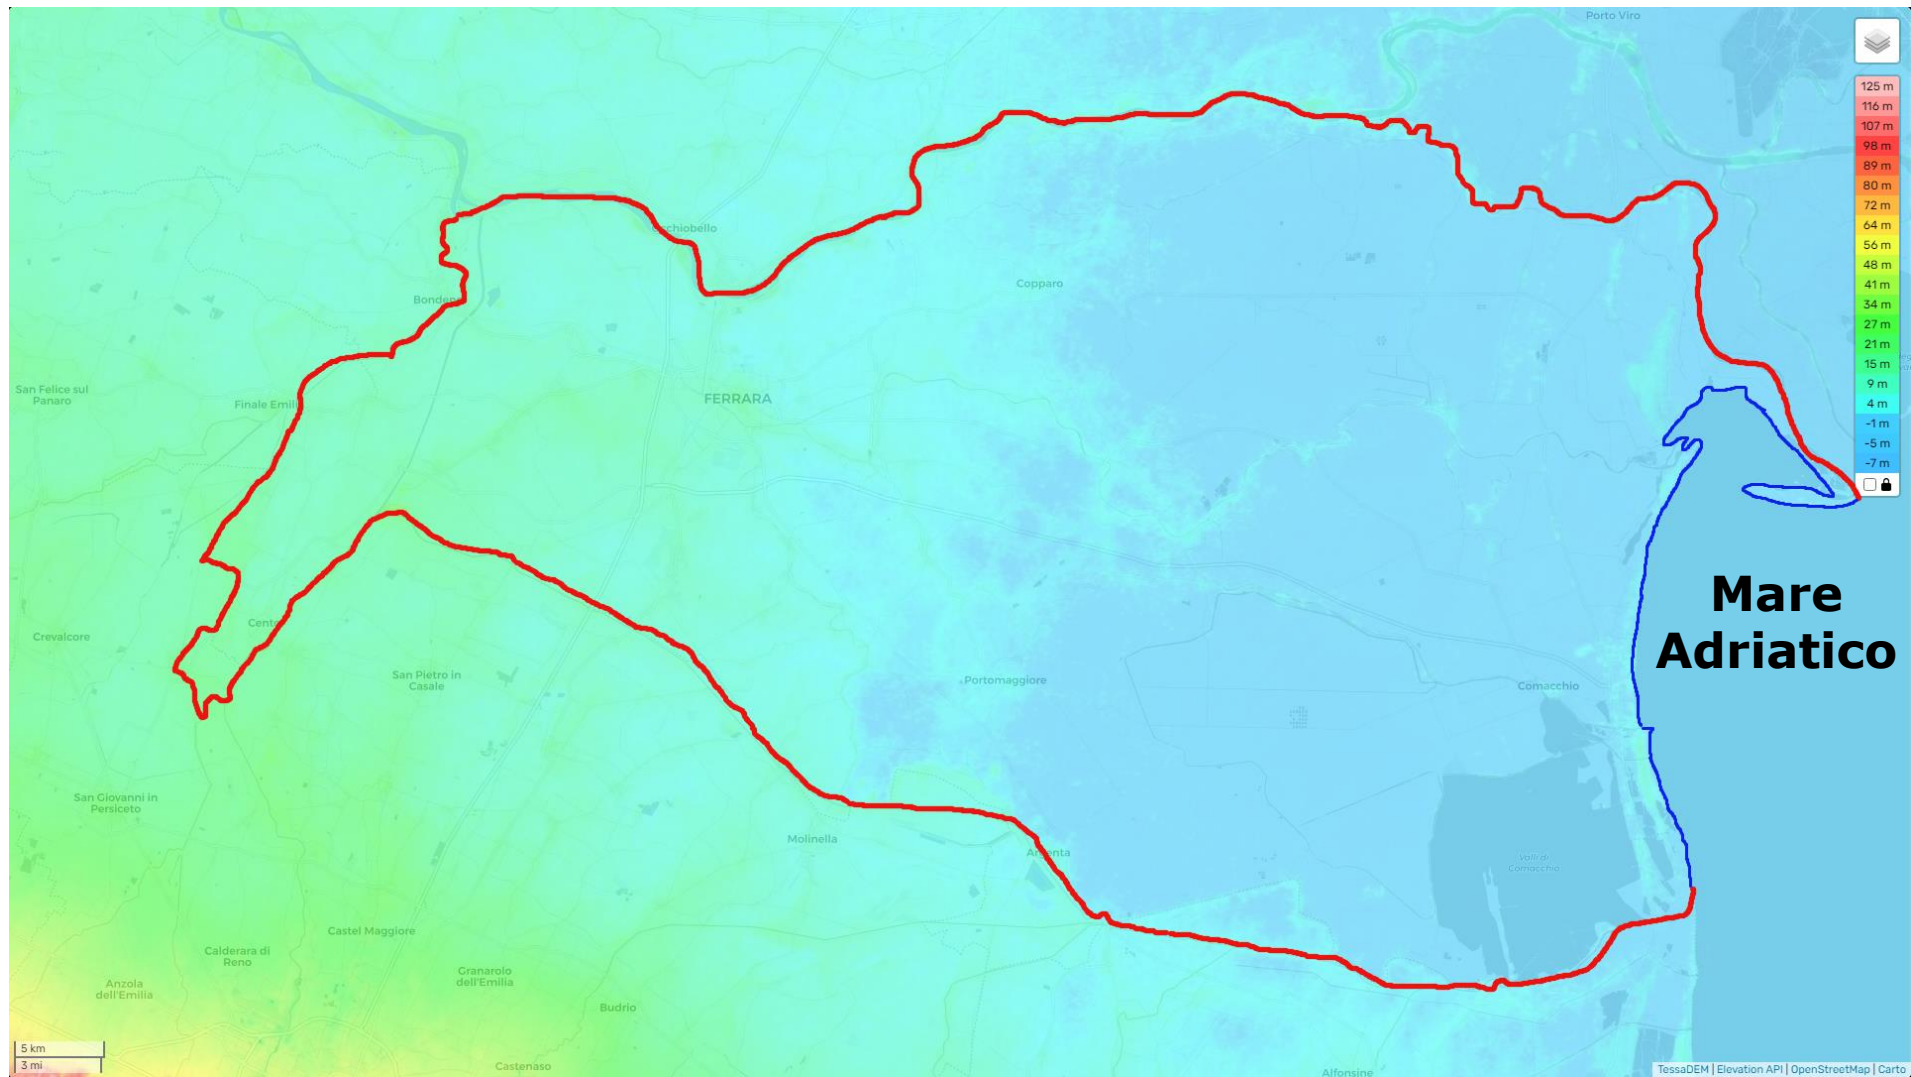 Porto Viro
125 m
116 m
107 m
98 m
89 m
80 m
72 m
64 m
56 m
48 m
41 m
34 m
27 m
21 m
15 m
9 m
4 m
-1 m
-5 m
-7 m
Copparo
San Felice sul
Panaro
FERRARA
Mare
Adriatico
Crevalcore
San Pietro in
Casale
Portomaggiore
Comacchio
San Giovanni in
Persiceto
Molinella
Valli di
Comacchio
Castel Maggiore
Calderara di
Reno
Granarolo
dell'Emilia
Anzola
dell'Emilia
Budrio
Castenaso
Alfonsine
5 km
3 mi
TessaDEM | Elevation API | OpenStreetMap | Carto